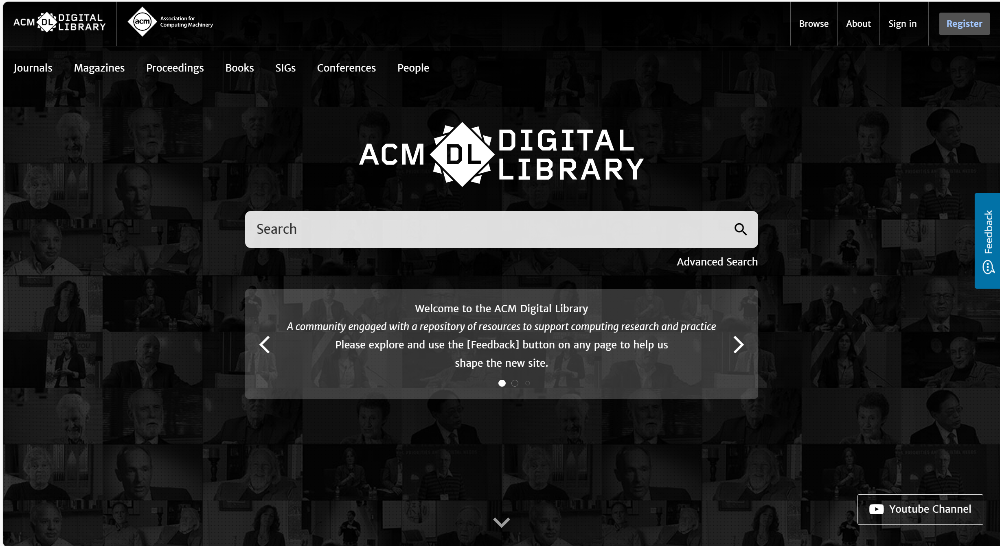 ACM DL DIGITAL LIBRARY
acm Association for
Computing Machinery
Browse
About
Sign in
Register
Journals
Magazines
Proceedings
Books
SIGs
Conferences
People
ACM DL DIGITAL
LIBRARY
Search
Advanced Search
Feedback
Welcome to the ACM Digital Library
A community engaged with a repository of resources to support computing research and practice
Please explore and use the [Feedback] button on any page to help us
shape the new site.
Youtube Channel